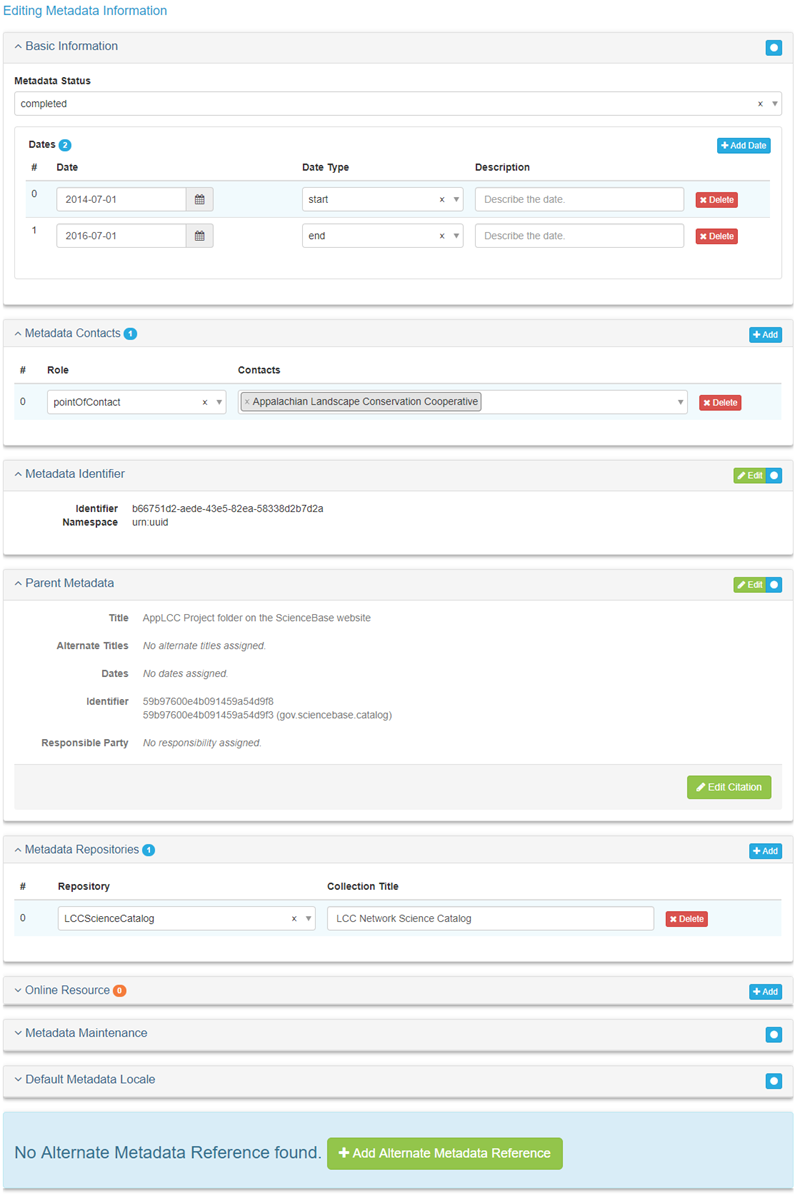 Editing Metadata Information
Basic Information
Metadata Status
completed x
Dates 2 Add Date
# Date Date Type Description
0 2014-07-01 start x Describe the date. Delete
1 2016-07-01 end x Describe the date. Delete
Metadata Contacts 1 Add
# Role Contacts
0 pointOfContact x × Appalachian Landscape Conservation Cooperative Delete
Metadata Identifier Edit
Identifier b66751d2-aede-43e5-82ea-58338d2b7d2a
Namespace urn:uuid
Parent Metadata Edit
Title AppLCC Project folder on the ScienceBase website
Alternate Titles No alternate titles assigned.
Dates No dates assigned.
Identifier 59b97600e4b091459a54d9f8
59b97600e4b091459a54d9f3 (gov.sciencebase.catalog)
Responsible Party No responsibility assigned.
Edit Citation
Metadata Repositories 1 Add
# Repository Collection Title
0 LCCScienceCatalog x LCC Network Science Catalog Delete
Online Resource 0 Add
Metadata Maintenance
Default Metadata Locale
No Alternate Metadata Reference found. Add Alternate Metadata Reference